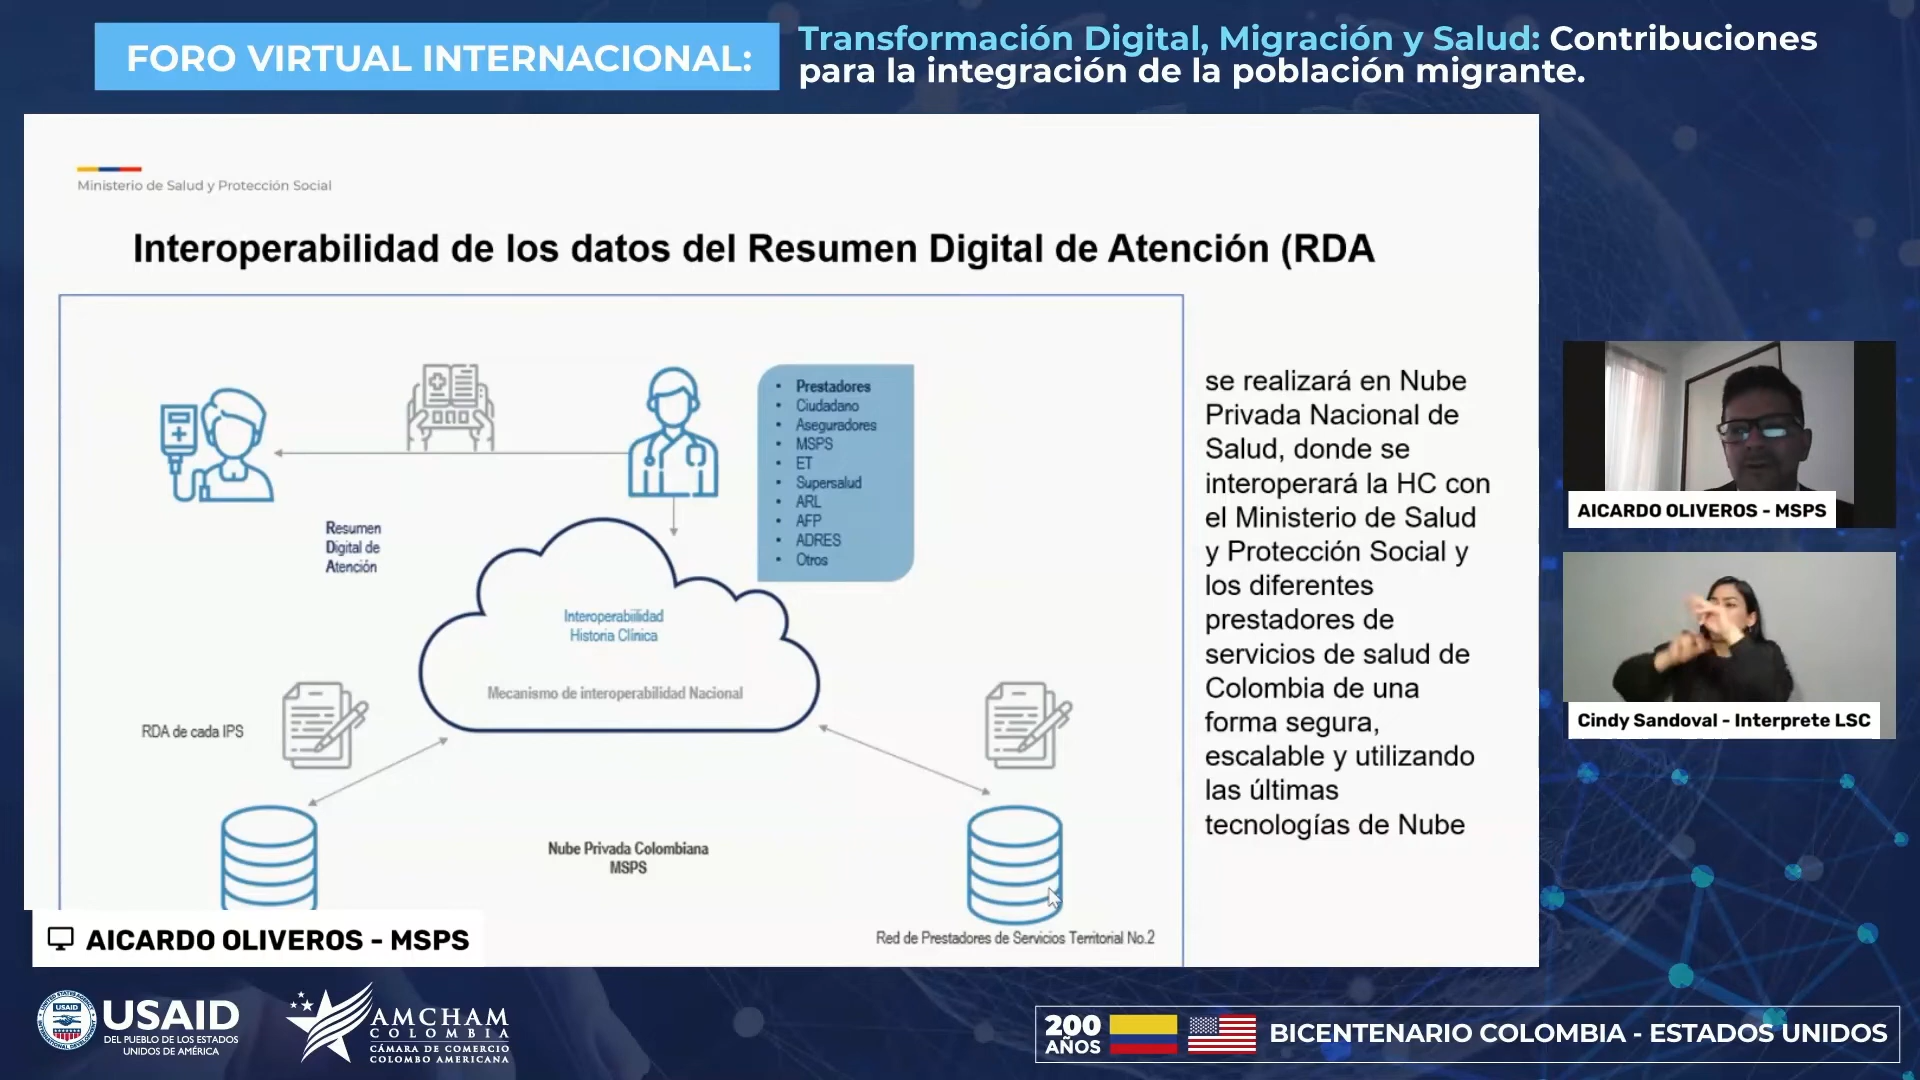 FORO VIRTUAL INTERNACIONAL:
Transformación Digital, Migración y Salud: Contribuciones
para la integración de la población migrante.
Ministerio de Salud y Protección Social
Interoperabilidad de los datos del Resumen Digital de Atención (RDA
• Prestadores
• Ciudadano
• Aseguradores
• MSPS
• ET
• Supersalud
• ARL
• AFP
• ADRES
• Otros
Resumen
Digital de
Atención
Interoperabiilidad
Historia Clínica
Mecanismo de interoperabilidad Nacional
RDA de cada IPS
Nube Privada Colombiana
MSPS
Red de Prestadores de Servicios Territorial No.2
se realizará en Nube
Privada Nacional de
Salud, donde se
interoperará la HC con
el Ministerio de Salud
y Protección Social y
los diferentes
prestadores de
servicios de salud de
Colombia de una
forma segura,
escalable y utilizando
las últimas
tecnologías de Nube
AICARDO OLIVEROS - MSPS
Cindy Sandoval - Interprete LSC
AICARDO OLIVEROS - MSPS
USAID
USAID
DEL PUEBLO DE LOS ESTADOS
UNIDOS DE AMÉRICA
AMCHAM
COLOMBIA
CÁMARA DE COMERCIO
COLOMBO AMERICANA
200
AÑOS
BICENTENARIO COLOMBIA - ESTADOS UNIDOS